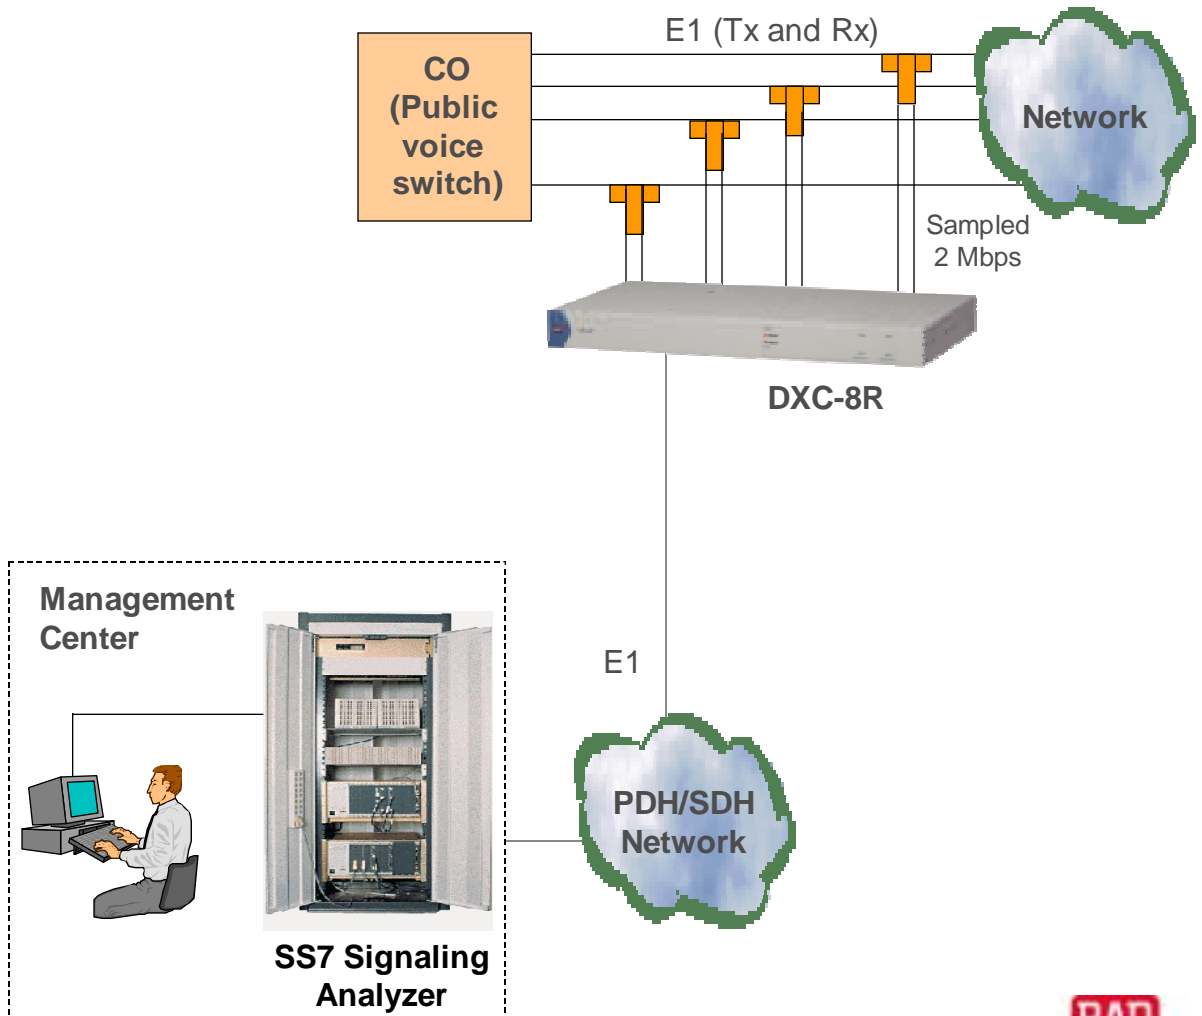 E1 (Tx and Rx)
CO
(Public
voice
switch)
Network
Sampled
2 Mbps
DXC-8R
Management
Center
E1
PDH/SDH
Network
SS7 Signaling
Analyzer
RAD